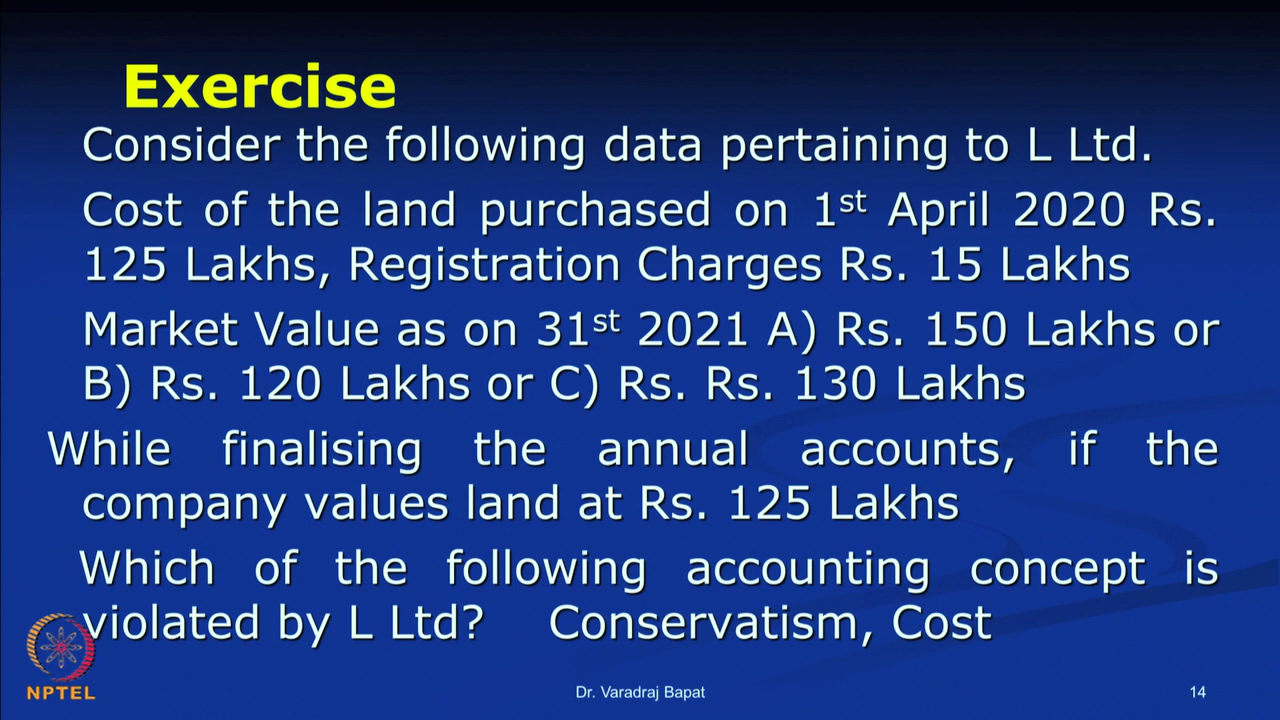 Exercise
Consider the following data pertaining to L Ltd.
Cost of the land purchased on 1st April 2020 Rs.
125 Lakhs, Registration Charges Rs. 15 Lakhs
Market Value as on 31st 2021 A) Rs. 150 Lakhs or
B) Rs. 120 Lakhs or C) Rs. Rs. 130 Lakhs
While finalising the annual accounts, if the
company values land at Rs. 125 Lakhs
Which of the following accounting concept is
violated by L Ltd? Conservatism, Cost
NPTEL
Dr. Varadraj Bapat
14